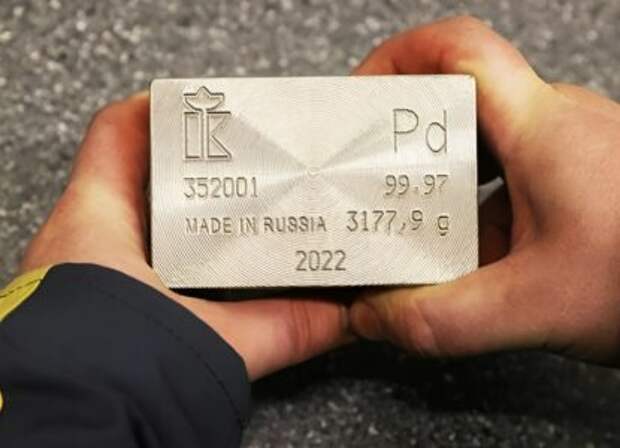 Pd
352001 99.97
MADE IN RUSSIA 3177,9 g
2022